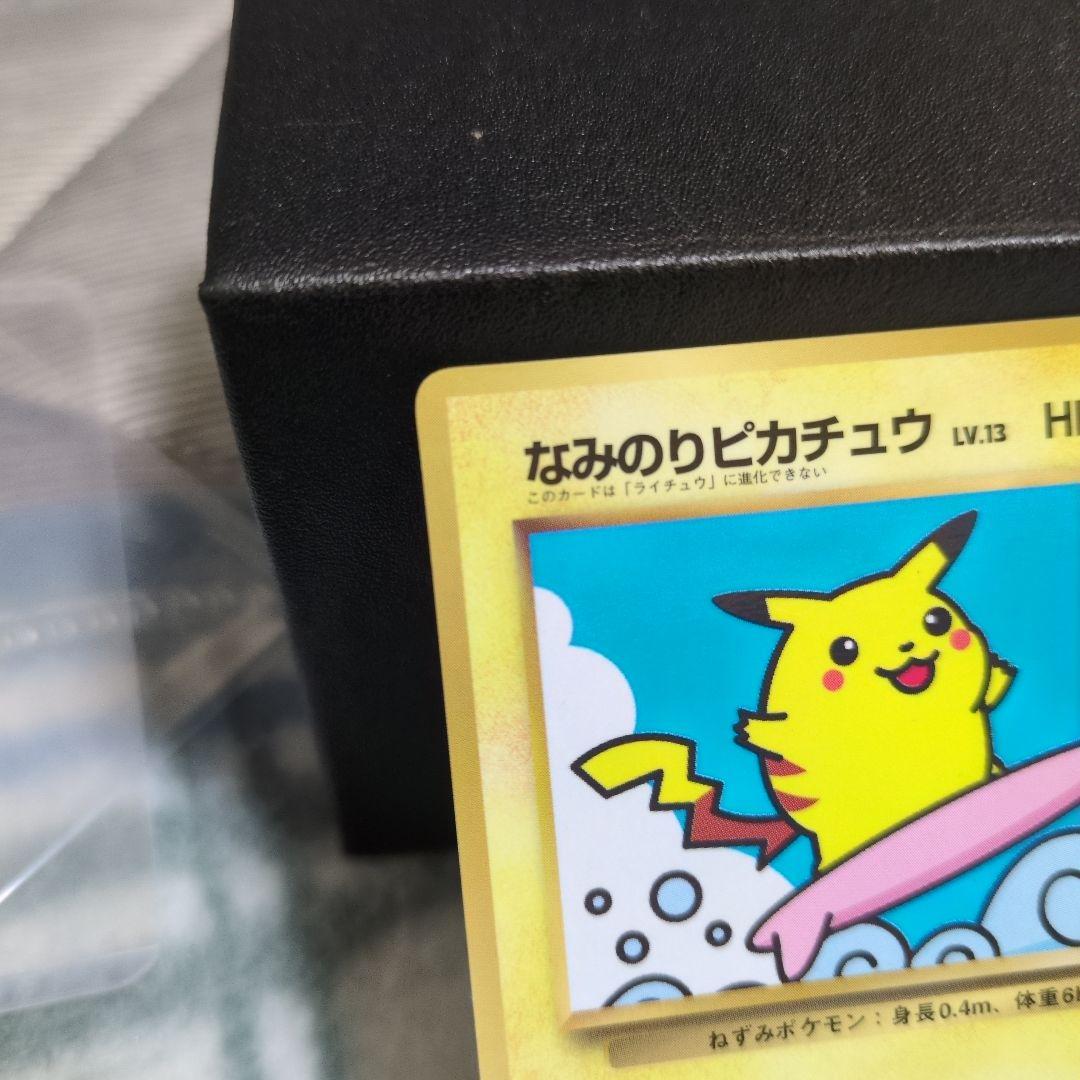 なみのりピカチュウ LV.13
このカードは「ライチュウ」に進化できない
ねずみポケモン：身長0.4m、体重6